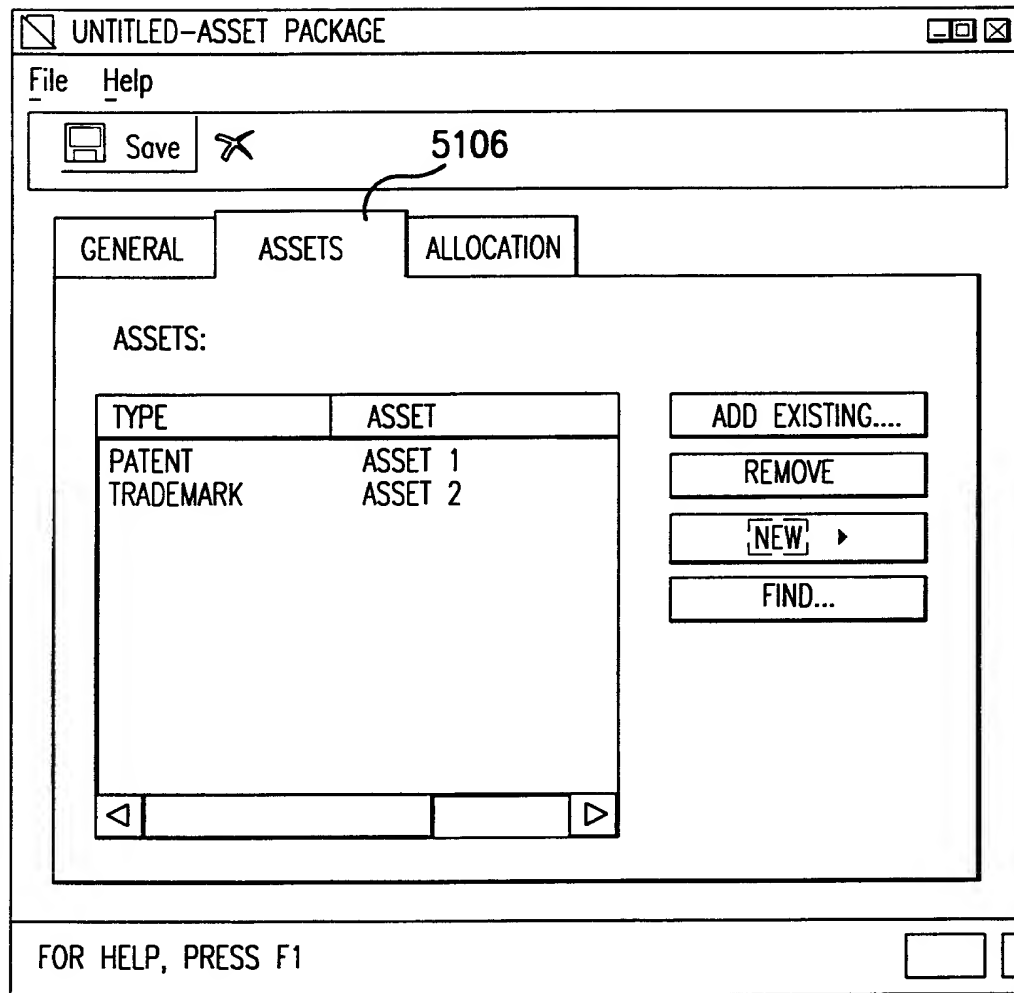 UNTITLED-ASSET PACKAGE
File Help
Save 5106
GENERAL ASSETS ALLOCATION
ASSETS:
TYPE ASSET
PATENT ASSET 1
TRADEMARK ASSET 2
ADD EXISTING....
REMOVE
NEW
FIND...
FOR HELP, PRESS F1